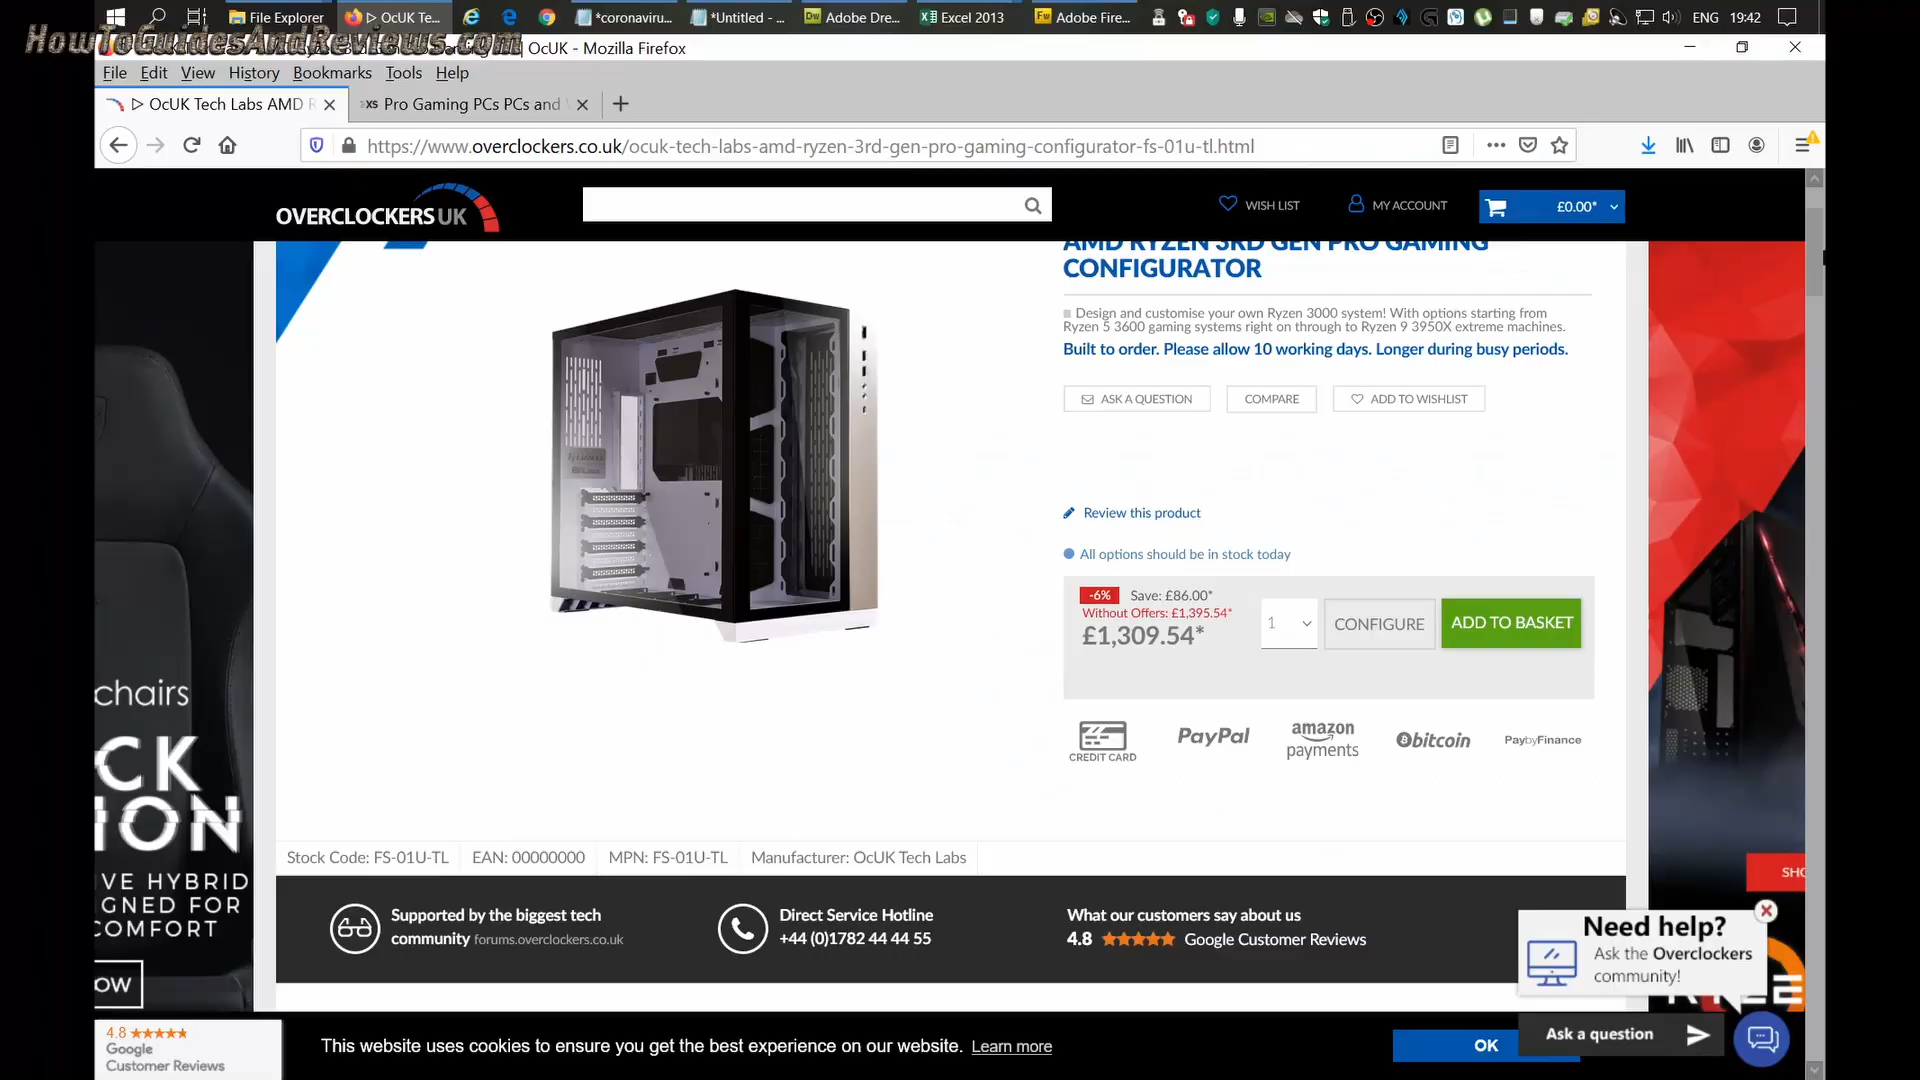 File Explorer
OcUK Te...
*coronaviru...
*Untitled - ...
Adobe Dre...
Excel 2013
Adobe Fire...
ENG
19:42
HowToGuidesAndReviews.com
OcUK - Mozilla Firefox
File
Edit
View
History
Bookmarks
Tools
Help
OcUK Tech Labs AMD R
Pro Gaming PCs PCs and
https://www.overclockers.co.uk/ocuk-tech-labs-amd-ryzen-3rd-gen-pro-gaming-configurator-fs-01u-tl.html
OVERCLOCKERS UK
WISH LIST
MY ACCOUNT
£0.00*
AMD RYZEN 3RD GEN PRO GAMING
CONFIGURATOR
Design and customise your own Ryzen 3000 system! With options starting from
Ryzen 5 3600 gaming systems right on through to Ryzen 9 3950X extreme machines.
Built to order. Please allow 10 working days. Longer during busy periods.
ASK A QUESTION
COMPARE
ADD TO WISHLIST
Review this product
All options should be in stock today
-6%
Save: £86.00*
Without Offers: £1,395.54*
£1,309.54*
1
CONFIGURE
ADD TO BASKET
CREDIT CARD
PayPal
amazon
payments
bitcoin
PaybyFinance
chairs
CK
ION
VE HYBRID
GNED FOR
COMFORT
OW
SHO
Stock Code: FS-01U-TL
EAN: 00000000
MPN: FS-01U-TL
Manufacturer: OcUK Tech Labs
Supported by the biggest tech
community forums.overclockers.co.uk
Direct Service Hotline
+44 (0)1782 44 44 55
What our customers say about us
4.8
Google Customer Reviews
Need help?
Ask the Overclockers
community!
Ask a question
4.8
Google
Customer Reviews
This website uses cookies to ensure you get the best experience on our website.
Learn more
OK